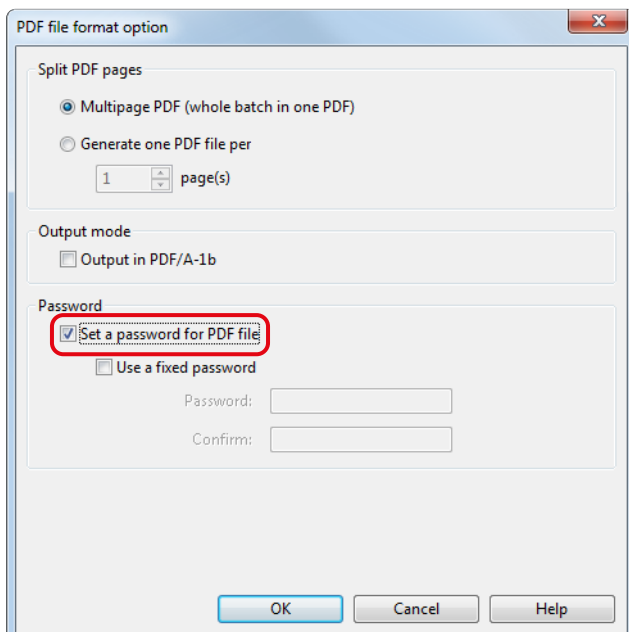 PDF file format option
Split PDF pages
Multipage PDF (whole batch in one PDF)
Generate one PDF file per
1 page(s)
Output mode
Output in PDF/A-1b
Password
Set a password for PDF file
Use a fixed password
Password:
Confirm:
OK Cancel Help